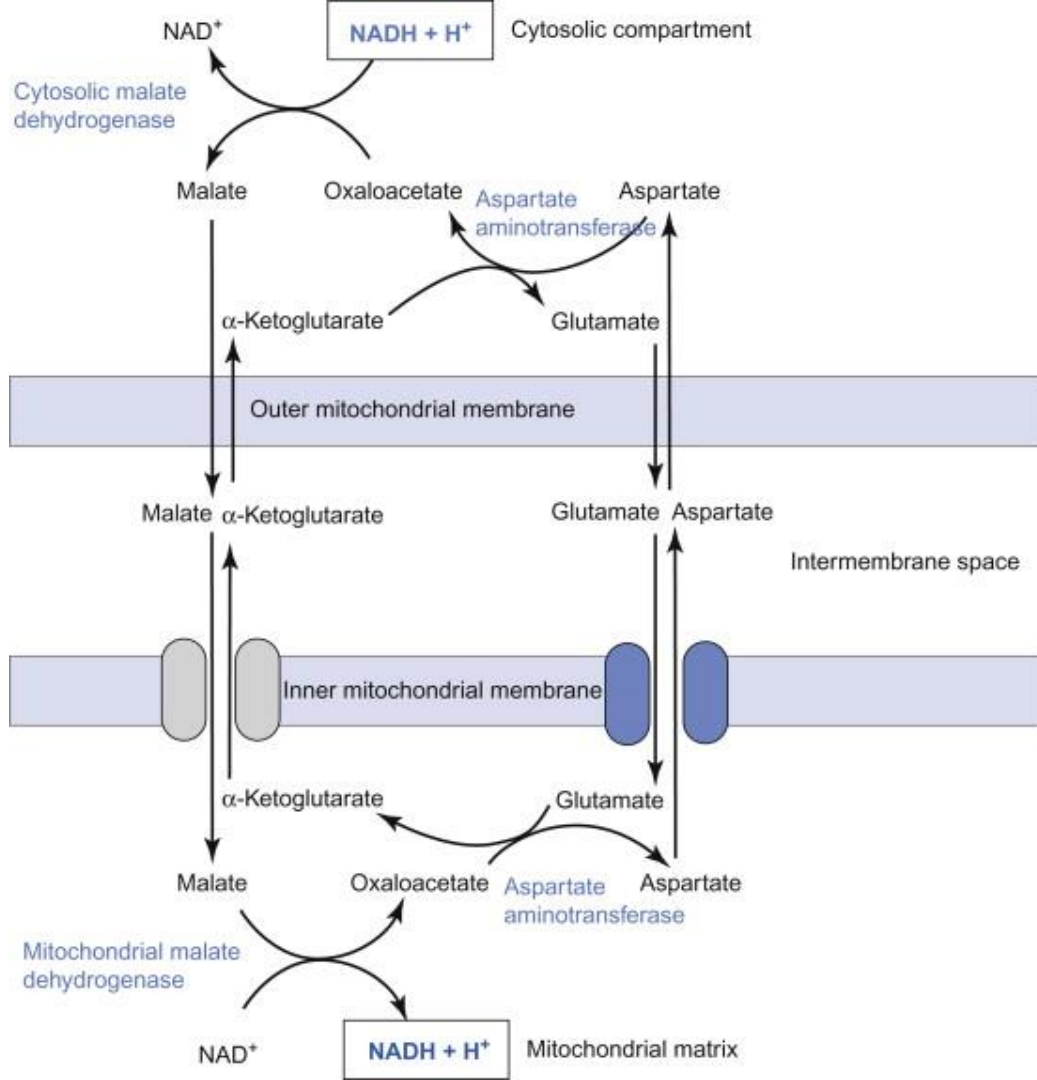 NAD⁺
NADH + H⁺
Cytosolic compartment
Cytosolic malate
dehydrogenase
Malate
Oxaloacetate
Aspartate
aminotransferase
Aspartate
α-Ketoglutarate
Glutamate
Outer mitochondrial membrane
Malate
α-Ketoglutarate
Glutamate
Aspartate
Intermembrane space
Inner mitochondrial membrane
α-Ketoglutarate
Glutamate
Malate
Oxaloacetate
Aspartate
aminotransferase
Aspartate
Mitochondrial malate
dehydrogenase
NAD⁺
NADH + H⁺
Mitochondrial matrix